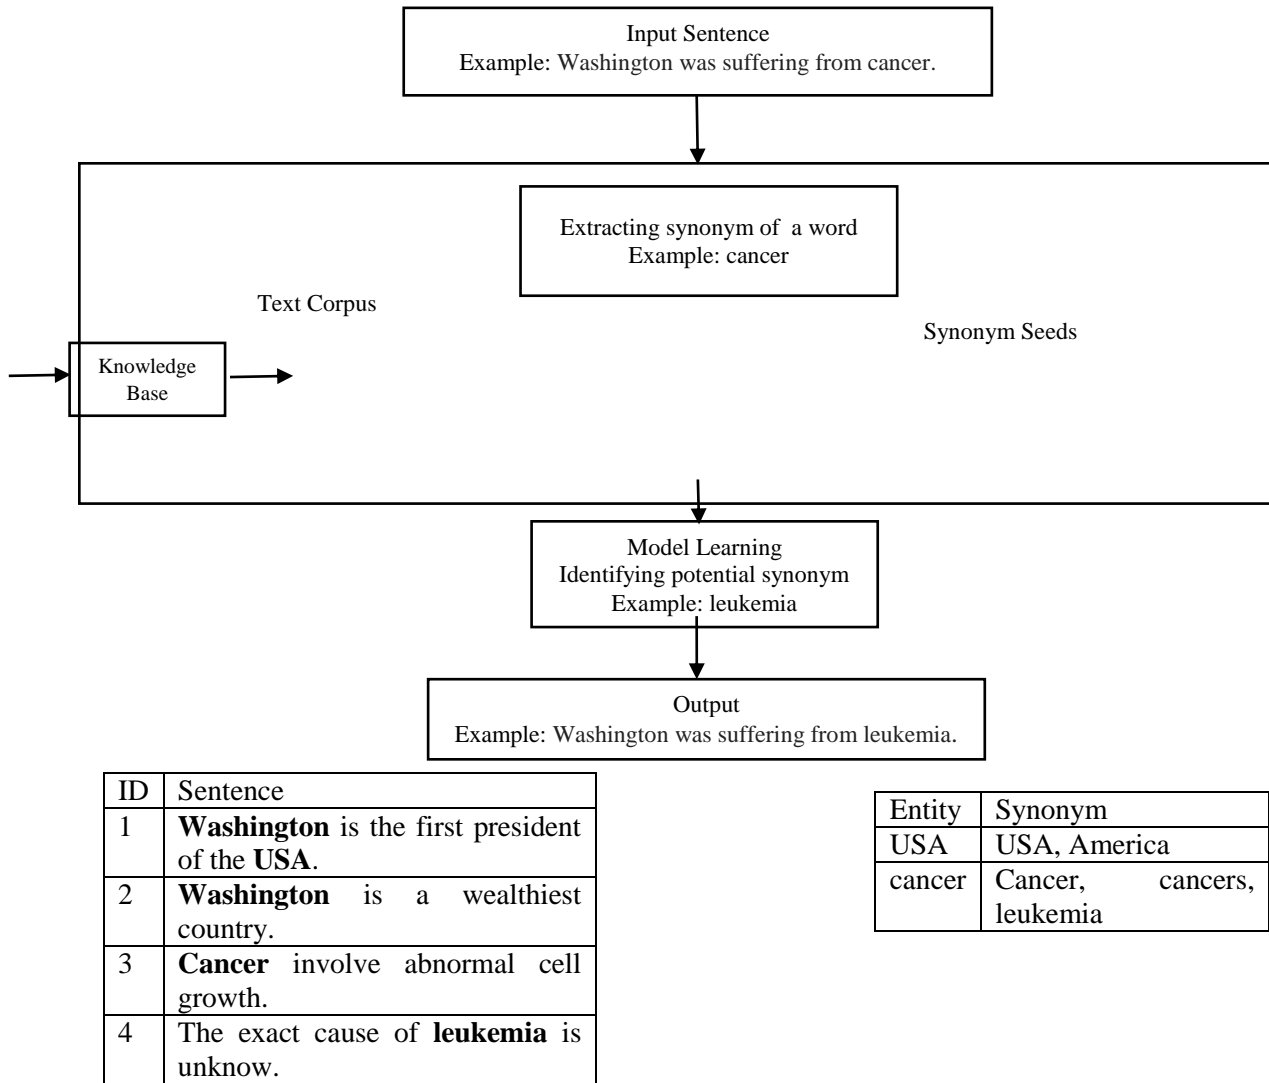 Input Sentence
Example: Washington was suffering from cancer.
Extracting synonym of a word
Example: cancer
Text Corpus
Synonym Seeds
Knowledge
Base
Model Learning
Identifying potential synonym
Example: leukemia
Output
Example: Washington was suffering from leukemia.
ID Sentence
1 Washington is the first president
of the USA.
2 Washington is a wealthiest
country.
3 Cancer involve abnormal cell
growth.
4 The exact cause of leukemia is
unknow.
Entity Synonym
USA USA, America
cancer Cancer, cancers,
leukemia